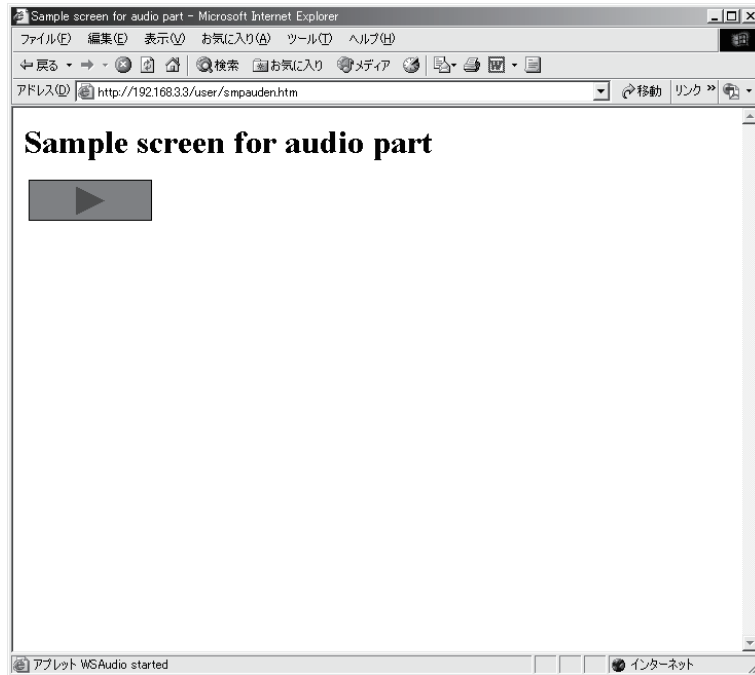 Sample screen for audio part - Microsoft Internet Explorer
ファイル(F) 編集(E) 表示(V) お気に入り(A) ツール(T) ヘルプ(H)
戻る 検索 お気に入り メディア
アドレス(D) http://192.168.3.3/user/smpauden.htm 移動 リンク »
Sample screen for audio part
アプレット WSAudio started インターネット